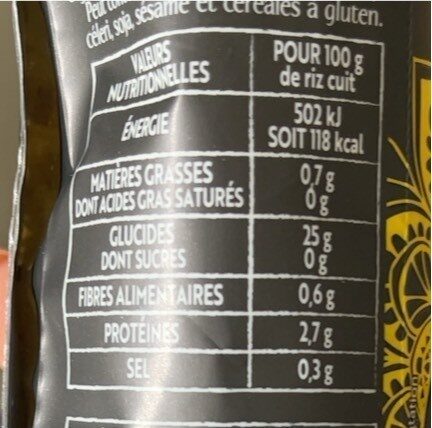 céleri, soja, sésame et céréales à gluten.
VALEURS NUTRITIONNELLES
POUR 100 g de riz cuit
ÉNERGIE
502 kJ
SOIT 118 kcal
MATIÈRES GRASSES 0,7 g
DONT ACIDES GRAS SATURÉS 0 g
GLUCIDES 25 g
DONT SUCRES 0 g
FIBRES ALIMENTAIRES 0,6 g
PROTÉINES 2,7 g
SEL 0,3 g